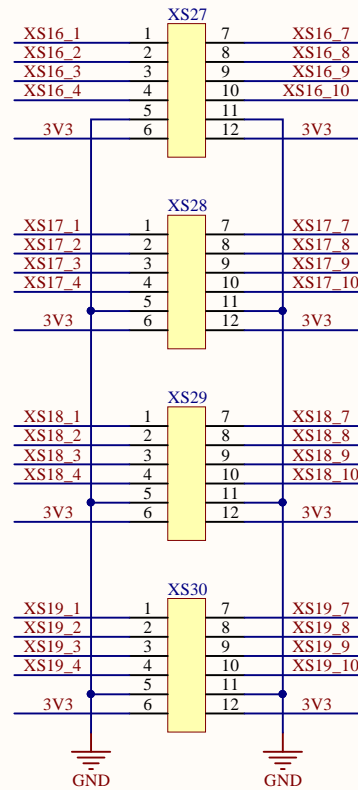 XS27
XS16_1 1 7 XS16_7
XS16_2 2 8 XS16_8
XS16_3 3 9 XS16_9
XS16_4 4 10 XS16_10
5 11
3V3 6 12 3V3
XS28
XS17_1 1 7 XS17_7
XS17_2 2 8 XS17_8
XS17_3 3 9 XS17_9
XS17_4 4 10 XS17_10
5 11
3V3 6 12 3V3
XS29
XS18_1 1 7 XS18_7
XS18_2 2 8 XS18_8
XS18_3 3 9 XS18_9
XS18_4 4 10 XS18_10
5 11
3V3 6 12 3V3
XS30
XS19_1 1 7 XS19_7
XS19_2 2 8 XS19_8
XS19_3 3 9 XS19_9
XS19_4 4 10 XS19_10
5 11
3V3 6 12 3V3
GND GND